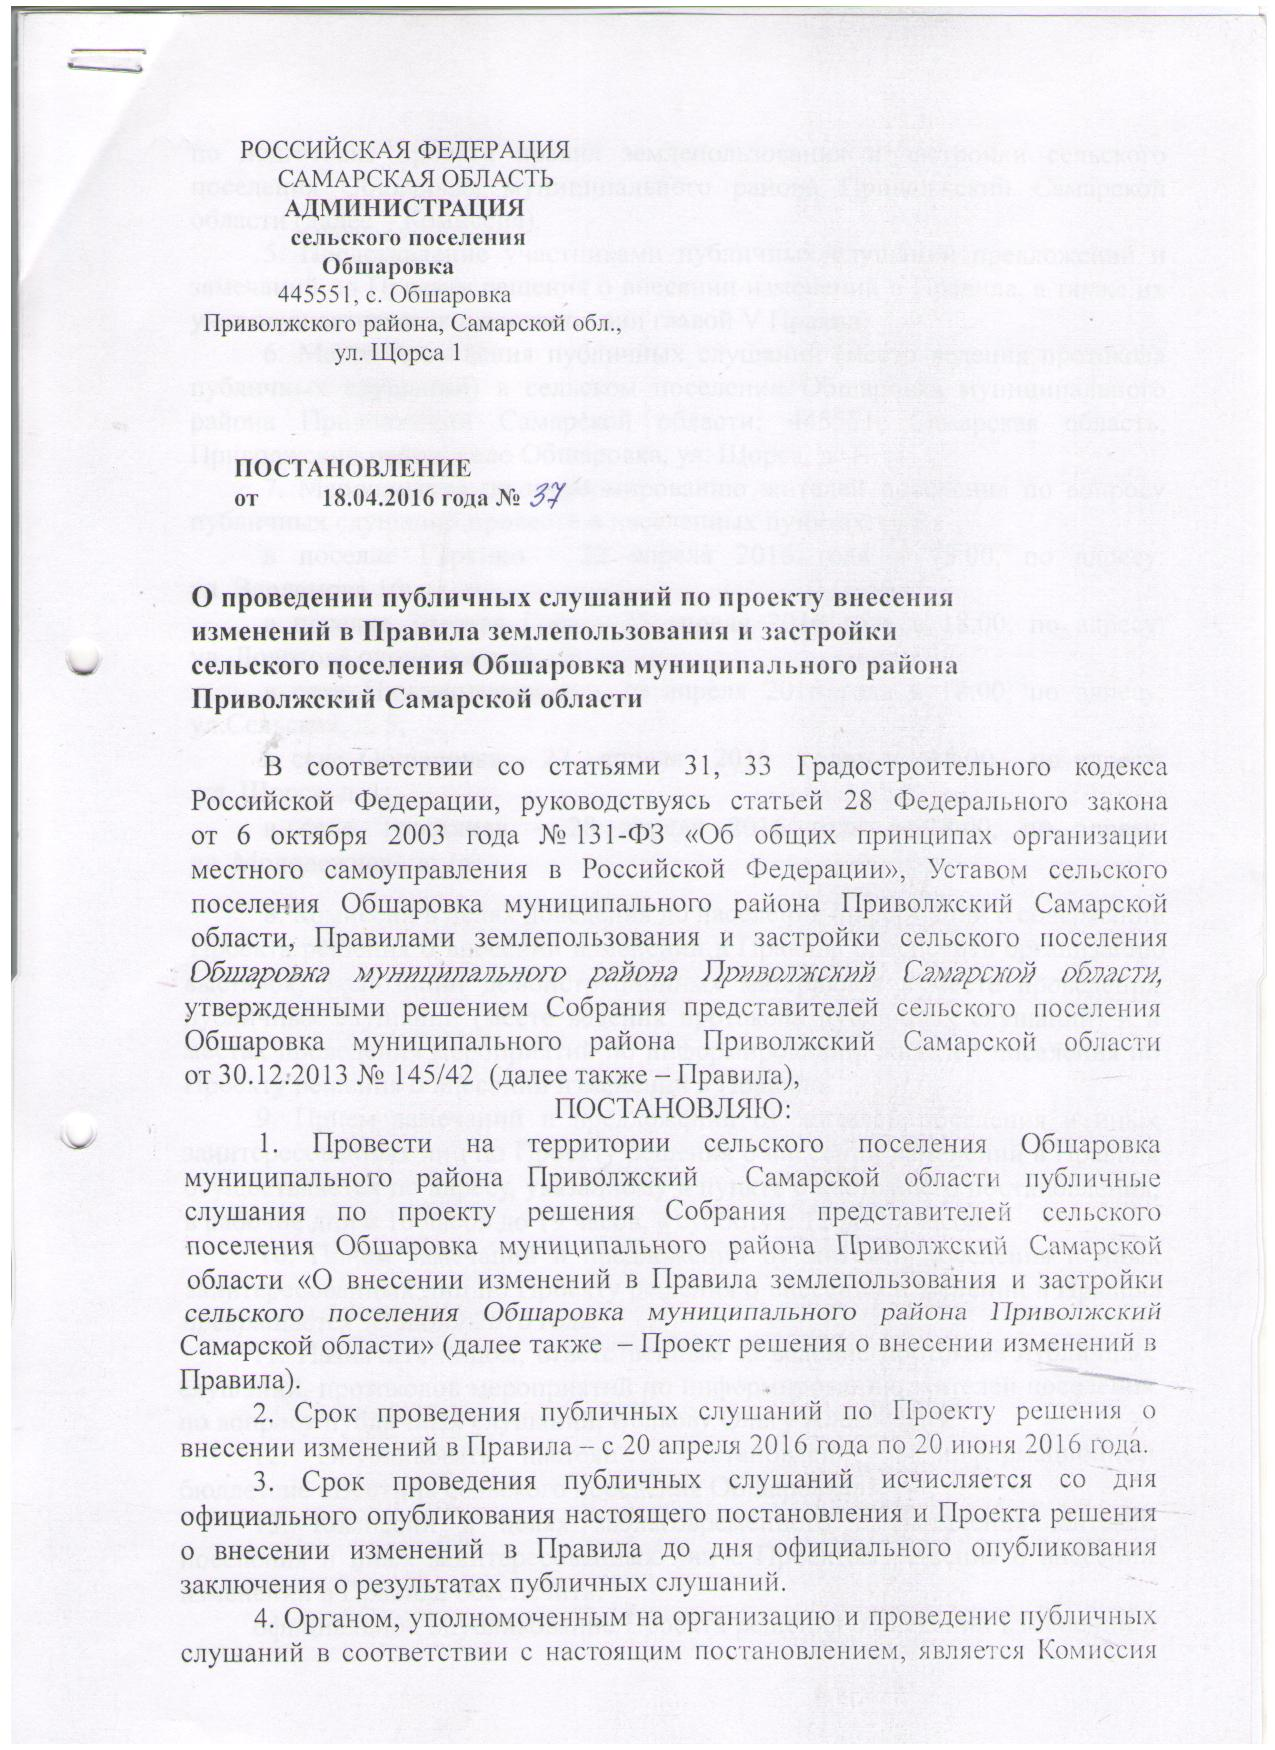 РОССИЙСКАЯ ФЕДЕРАЦИЯ
САМАРСКАЯ ОБЛАСТЬ
АДМИНИСТРАЦИЯ
сельского поселения
Обшаровка
445551, с. Обшаровка
Приволжского района, Самарской обл.,
ул. Щорса 1
ПОСТАНОВЛЕНИЕ
от 18.04.2016 года № 37
О проведении публичных слушаний по проекту внесения
изменений в Правила землепользования и застройки
сельского поселения Обшаровка муниципального района
Приволжский Самарской области
В соответствии со статьями 31, 33 Градостроительного кодекса
Российской Федерации, руководствуясь статьей 28 Федерального закона
от 6 октября 2003 года № 131-ФЗ «Об общих принципах организации
местного самоуправления в Российской Федерации», Уставом сельского
поселения Обшаровка муниципального района Приволжский Самарской
области, Правилами землепользования и застройки сельского поселения
Обшаровка муниципального района Приволжский Самарской области,
утвержденными решением Собрания представителей сельского поселения
Обшаровка муниципального района Приволжский Самарской области
от 30.12.2013 № 145/42 (далее также – Правила),
ПОСТАНОВЛЯЮ:
1. Провести на территории сельского поселения Обшаровка
муниципального района Приволжский Самарской области публичные
слушания по проекту решения Собрания представителей сельского
поселения Обшаровка муниципального района Приволжский Самарской
области «О внесении изменений в Правила землепользования и застройки
сельского поселения Обшаровка муниципального района Приволжский
Самарской области» (далее также – Проект решения о внесении изменений в
Правила).
2. Срок проведения публичных слушаний по Проекту решения о
внесении изменений в Правила – с 20 апреля 2016 года по 20 июня 2016 года.
3. Срок проведения публичных слушаний исчисляется со дня
официального опубликования настоящего постановления и Проекта решения
о внесении изменений в Правила до дня официального опубликования
заключения о результатах публичных слушаний.
4. Органом, уполномоченным на организацию и проведение публичных
слушаний в соответствии с настоящим постановлением, является Комиссия